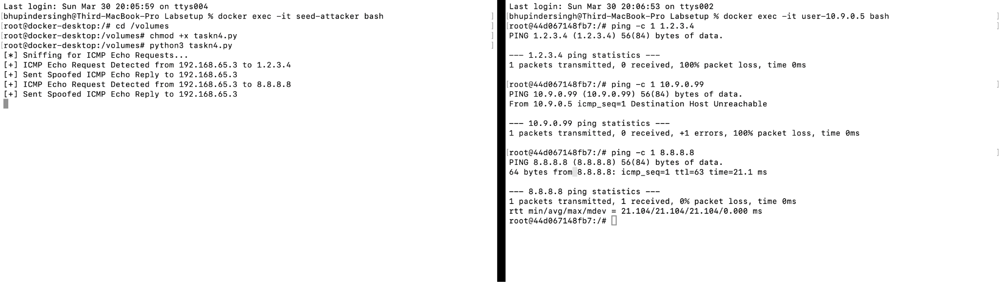 Last login: Sun Mar 30 20:05:59 on ttys004
[bhupindersingh@Third-MacBook-Pro Labsetup % docker exec -it seed-attacker bash ]
[root@docker-desktop:/# cd /volumes ]
[root@docker-desktop:/volumes# chmod +x taskn4.py ]
[root@docker-desktop:/volumes# python3 taskn4.py ]
[*] Sniffing for ICMP Echo Requests...
[+] ICMP Echo Request Detected from 192.168.65.3 to 1.2.3.4
[+] Sent Spoofed ICMP Echo Reply to 192.168.65.3
[+] ICMP Echo Request Detected from 192.168.65.3 to 8.8.8.8
[+] Sent Spoofed ICMP Echo Reply to 192.168.65.3
Last login: Sun Mar 30 20:06:53 on ttys002
[bhupindersingh@Third-MacBook-Pro Labsetup % docker exec -it user-10.9.0.5 bash ]
[root@44d067148fb7:/# ping -c 1 1.2.3.4 ]
PING 1.2.3.4 (1.2.3.4) 56(84) bytes of data.
--- 1.2.3.4 ping statistics ---
1 packets transmitted, 0 received, 100% packet loss, time 0ms
[root@44d067148fb7:/# ping -c 1 10.9.0.99 ]
PING 10.9.0.99 (10.9.0.99) 56(84) bytes of data.
From 10.9.0.5 icmp_seq=1 Destination Host Unreachable
--- 10.9.0.99 ping statistics ---
1 packets transmitted, 0 received, +1 errors, 100% packet loss, time 0ms
[root@44d067148fb7:/# ping -c 1 8.8.8.8 ]
PING 8.8.8.8 (8.8.8.8) 56(84) bytes of data.
64 bytes from 8.8.8.8: icmp_seq=1 ttl=63 time=21.1 ms
--- 8.8.8.8 ping statistics ---
1 packets transmitted, 1 received, 0% packet loss, time 0ms
rtt min/avg/max/mdev = 21.104/21.104/21.104/0.000 ms
root@44d067148fb7:/#